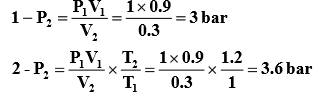 1 – P₂ = P₁V₁ / V₂ = 1 × 0.9 / 0.3 = 3 bar
2 - P₂ = P₁V₁ / V₂ × T₂ / T₁ = 1 × 0.9 / 0.3 × 1.2 / 1 = 3.6 bar